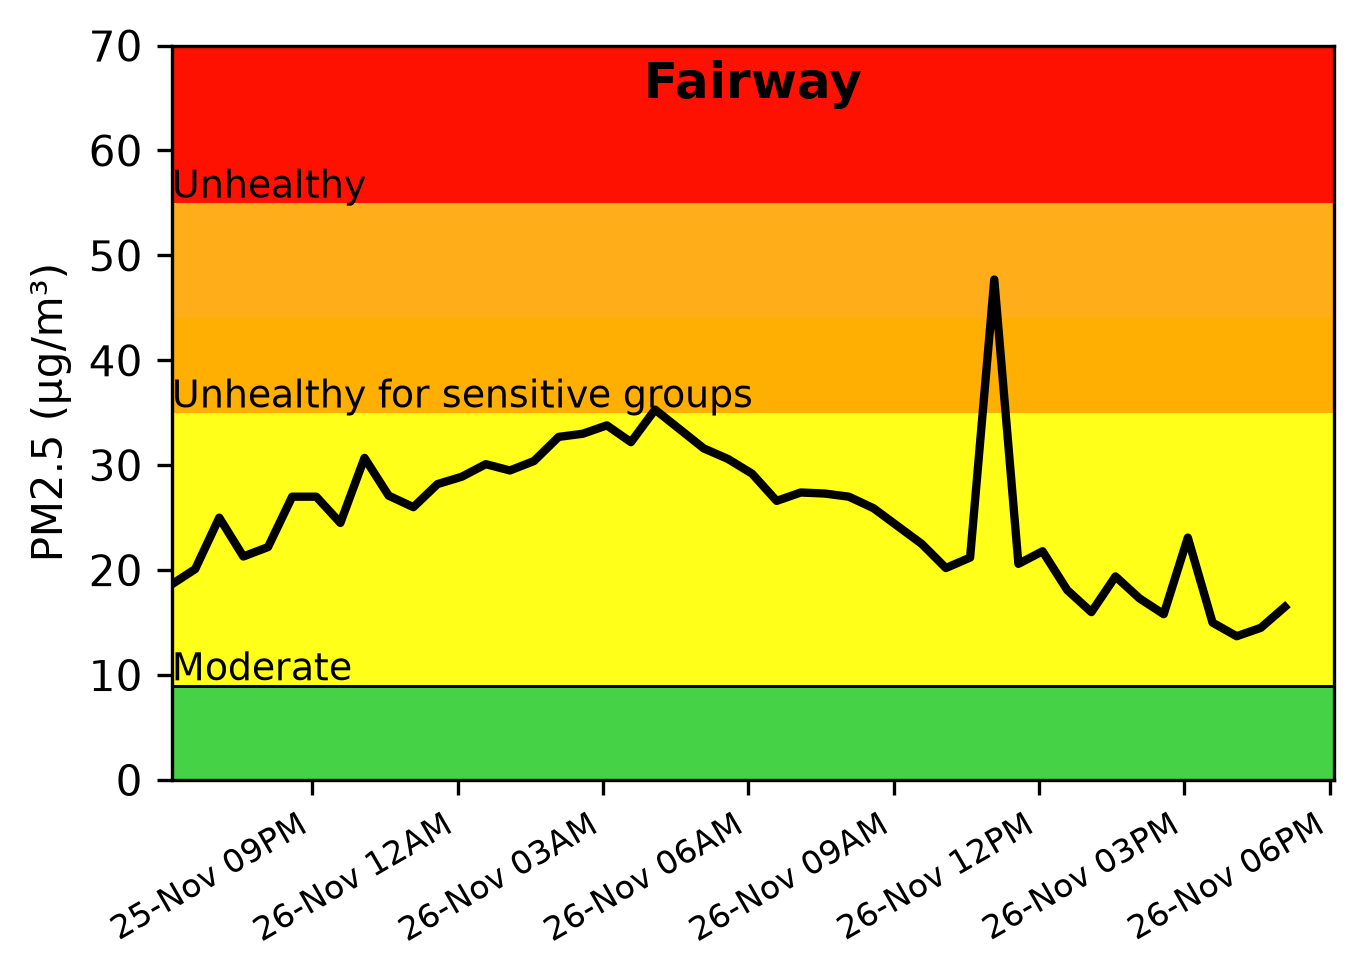 Fairway
PM2.5 (µg/m³)
70
60
50
40
30
20
10
0
Unhealthy
Unhealthy for sensitive groups
Moderate
25-Nov 09PM
26-Nov 12AM
26-Nov 03AM
26-Nov 06AM
26-Nov 09AM
26-Nov 12PM
26-Nov 03PM
26-Nov 06PM